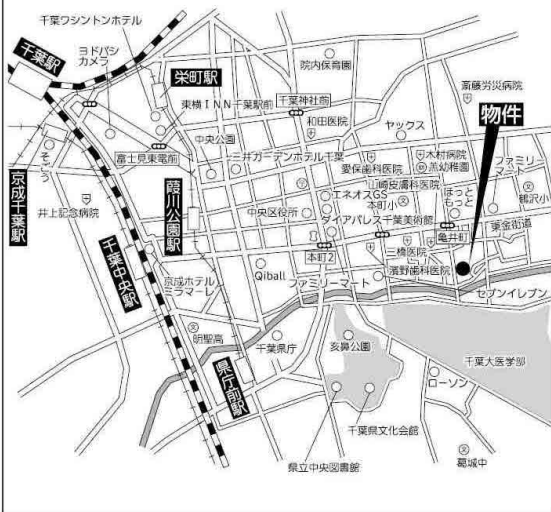 千葉ワシントンホテル
千葉駅
ヨドバシ
カメラ
栄町駅
院内保育園
斎藤労災病院
東横INN千葉駅前
千葉神社前
和田医院
ヤックス
物件
そごう
富士見東電前
中央公園
三井ガーデンホテル千葉
木村病院
愛保歯科医院
善幼稚園
ファミリー
マート
京成千葉駅
井上記念病院
葭川公園駅
中央区役所
エネオスGS
山崎皮膚科医院
本町小
ほっと
もっと
鶴沢小
ダイアパレス千葉美術館
亀井町
東金街道
千葉中央駅
本町2
三橋医院
濱野歯科医院
京成ホテル
ミラマーレ
Qiball
ファミリーマート
セブンイレブン
明聖高
千葉県庁
亥鼻公園
千葉大医学部
県庁前駅
ローソン
千葉県文化会館
県立中央図書館
葛城中